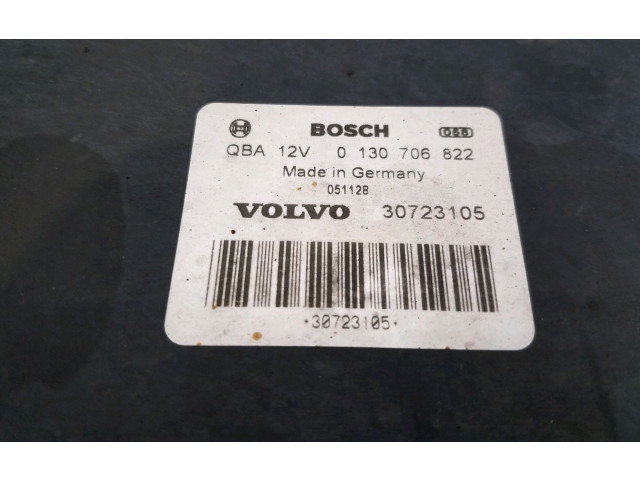 BOSCH
QBA 12V 0 130 706 822
Made in Germany
051128
VOLVO 30723105
·30723105·